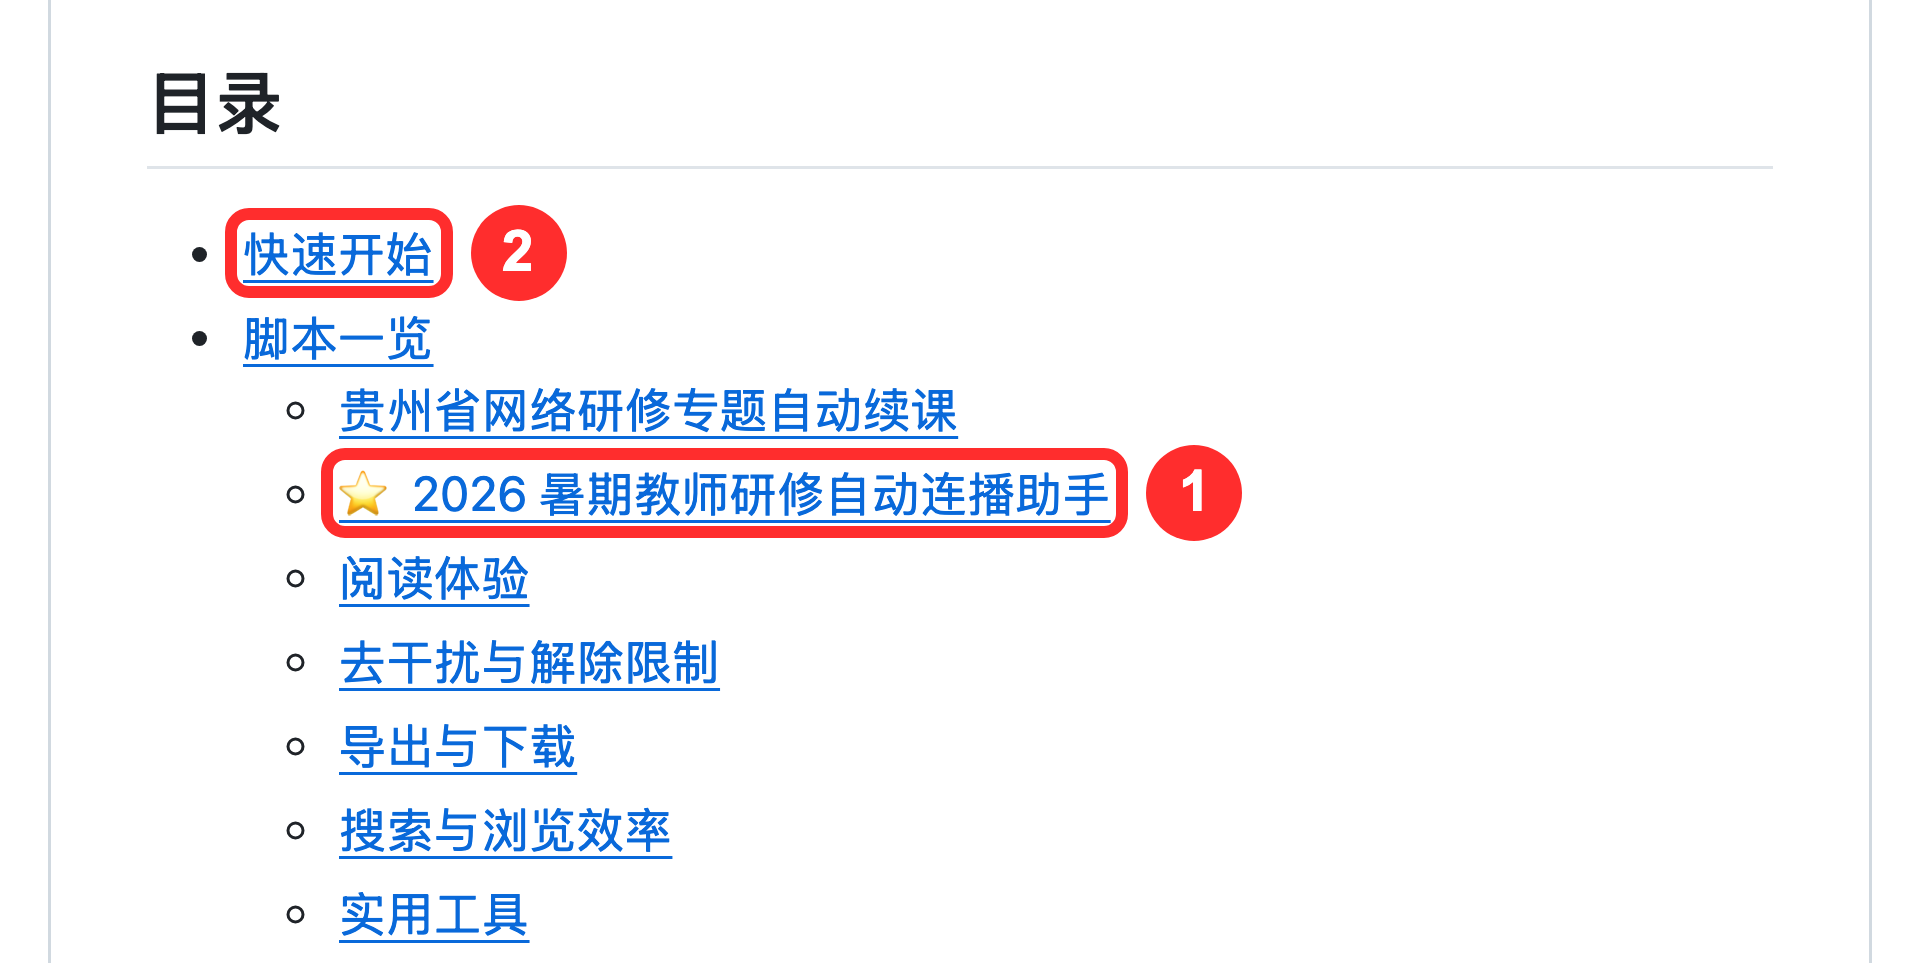 目录
快速开始 2
脚本一览
贵州省网络研修专题自动续课
⭐ 2026 暑期教师研修自动连播助手 1
阅读体验
去干扰与解除限制
导出与下载
搜索与浏览效率
实用工具